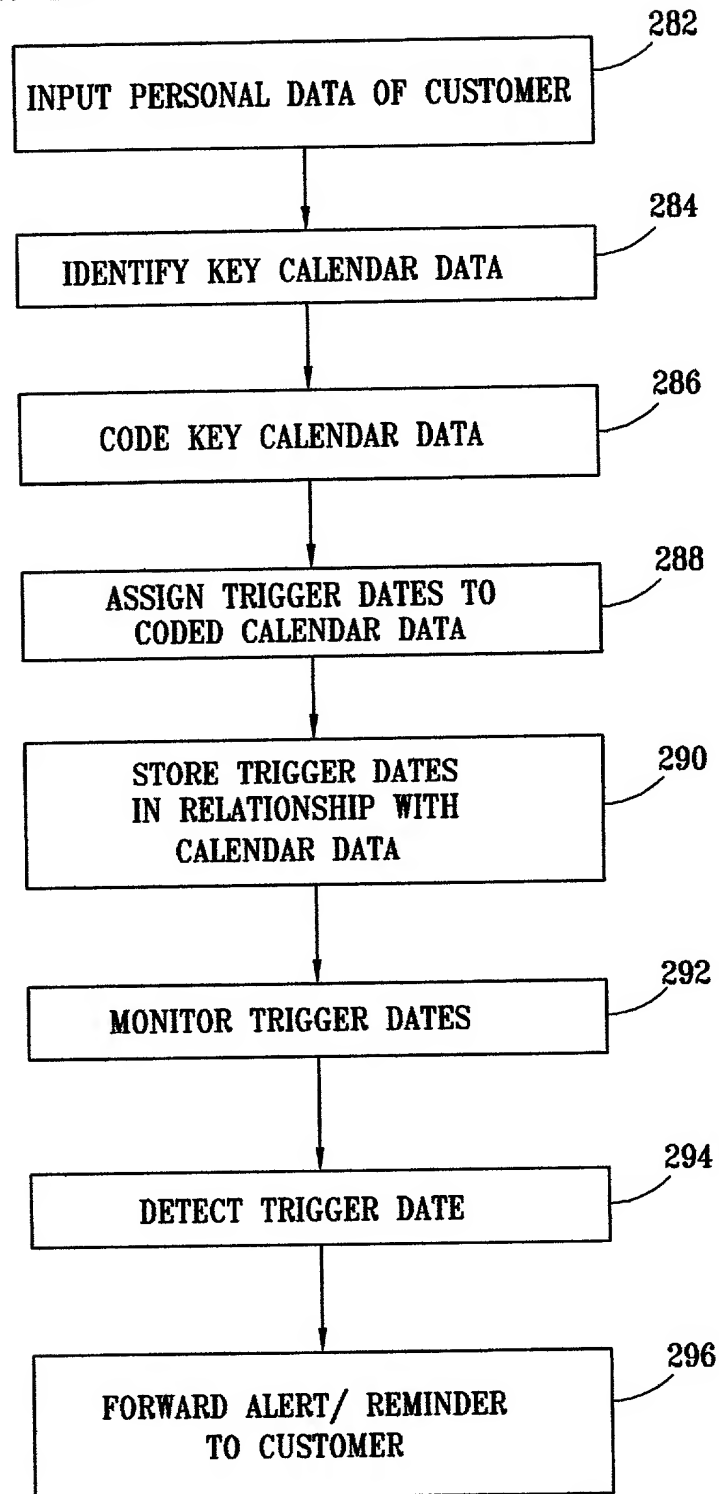 282
INPUT PERSONAL DATA OF CUSTOMER
284
IDENTIFY KEY CALENDAR DATA
286
CODE KEY CALENDAR DATA
288
ASSIGN TRIGGER DATES TO
CODED CALENDAR DATA
290
STORE TRIGGER DATES
IN RELATIONSHIP WITH
CALENDAR DATA
292
MONITOR TRIGGER DATES
294
DETECT TRIGGER DATE
296
FORWARD ALERT/ REMINDER
TO CUSTOMER